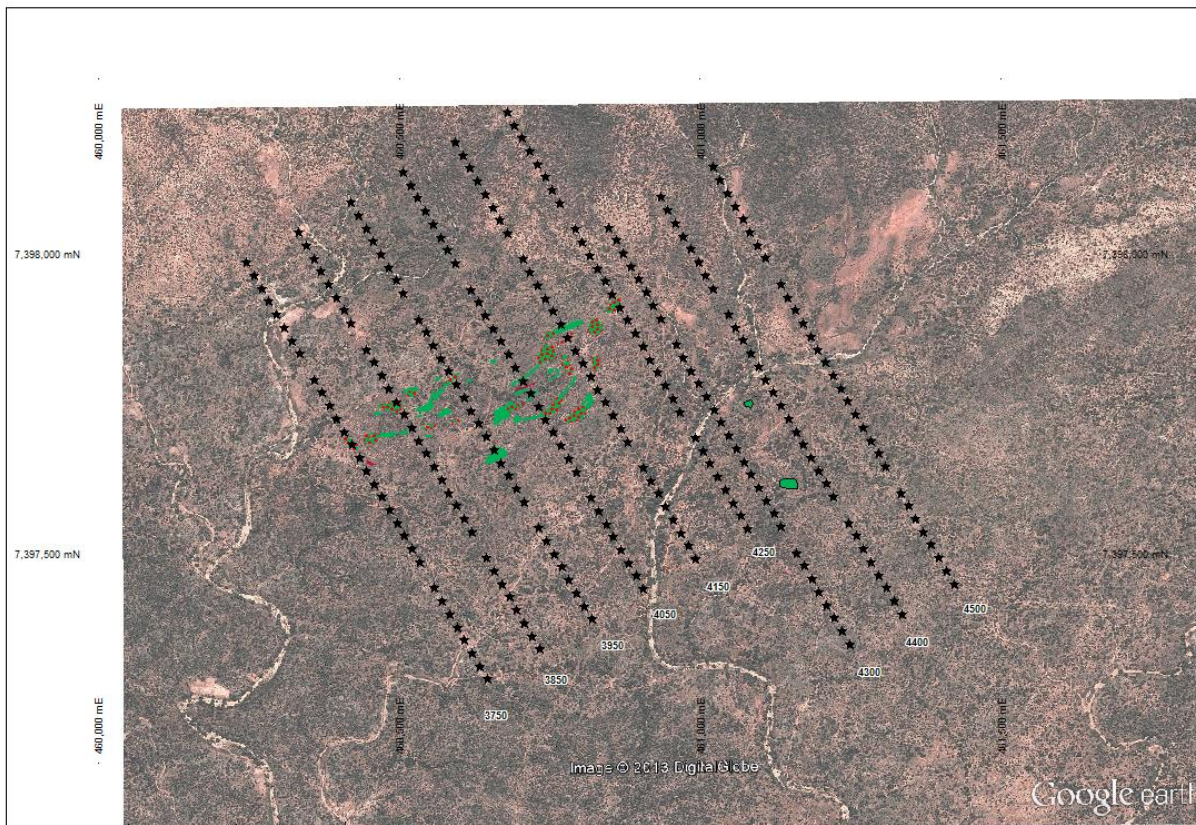 460,000 mE
460,500 mE
461,000 mE
461,500 mE
7,398,000 mN
7,398,000 mN
7,397,500 mN
7,397,500 mN
4250
4150
4500
4050
3950
4400
4300
3850
3750
460,000 mE
460,500 mE
461,000 mE
461,500 mE
Image © 2013 DigitalGlobe
Google earth